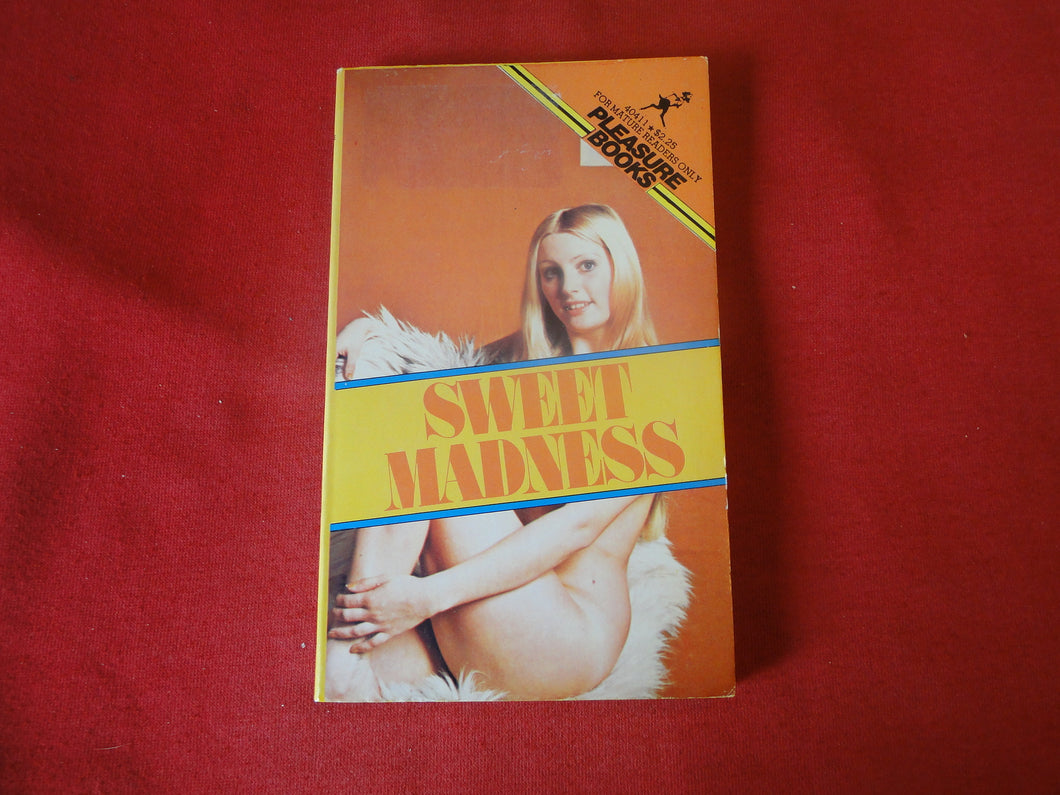 40411★$2.25
FOR MATURE READERS ONLY
PLEASURE
BOOKS
SWEET
MADNESS